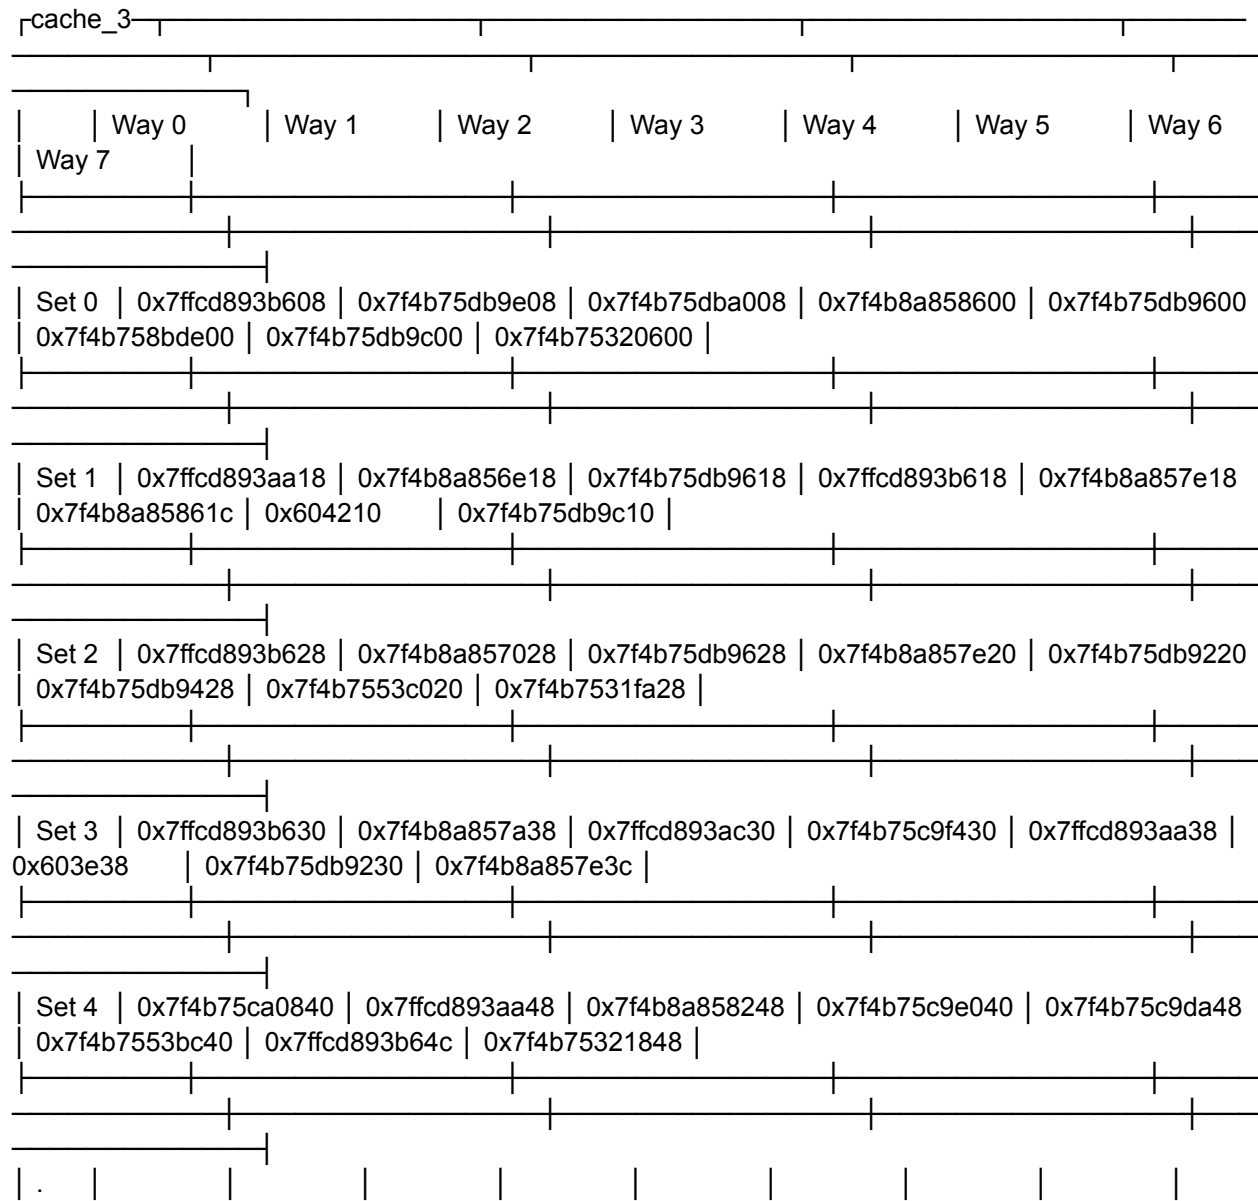 ┌cache_3─┬─────────────────┬─────────────────┬─────────────────┬──────
─────────┬─────────────────┬─────────────────┬─────────────────┬────
────────────┐
│ │ Way 0 │ Way 1 │ Way 2 │ Way 3 │ Way 4 │ Way 5 │ Way 6
│ Way 7 │
├────────┼─────────────────┼─────────────────┼─────────────────┼─────
──────────┼─────────────────┼─────────────────┼─────────────────┼───
─────────────┤
│ Set 0 │ 0x7ffcd893b608 │ 0x7f4b75db9e08 │ 0x7f4b75dba008 │ 0x7f4b8a858600 │ 0x7f4b75db9600
│ 0x7f4b758bde00 │ 0x7f4b75db9c00 │ 0x7f4b75320600 │
├────────┼─────────────────┼─────────────────┼─────────────────┼─────
──────────┼─────────────────┼─────────────────┼─────────────────┼───
─────────────┤
│ Set 1 │ 0x7ffcd893aa18 │ 0x7f4b8a856e18 │ 0x7f4b75db9618 │ 0x7ffcd893b618 │ 0x7f4b8a857e18
│ 0x7f4b8a85861c │ 0x604210 │ 0x7f4b75db9c10 │
├────────┼─────────────────┼─────────────────┼─────────────────┼─────
──────────┼─────────────────┼─────────────────┼─────────────────┼───
─────────────┤
│ Set 2 │ 0x7ffcd893b628 │ 0x7f4b8a857028 │ 0x7f4b75db9628 │ 0x7f4b8a857e20 │ 0x7f4b75db9220
│ 0x7f4b75db9428 │ 0x7f4b7553c020 │ 0x7f4b7531fa28 │
├────────┼─────────────────┼─────────────────┼─────────────────┼─────
──────────┼─────────────────┼─────────────────┼─────────────────┼───
─────────────┤
│ Set 3 │ 0x7ffcd893b630 │ 0x7f4b8a857a38 │ 0x7ffcd893ac30 │ 0x7f4b75c9f430 │ 0x7ffcd893aa38 │
0x603e38 │ 0x7f4b75db9230 │ 0x7f4b8a857e3c │
├────────┼─────────────────┼─────────────────┼─────────────────┼─────
──────────┼─────────────────┼─────────────────┼─────────────────┼───
─────────────┤
│ Set 4 │ 0x7f4b75ca0840 │ 0x7ffcd893aa48 │ 0x7f4b8a858248 │ 0x7f4b75c9e040 │ 0x7f4b75c9da48
│ 0x7f4b7553bc40 │ 0x7ffcd893b64c │ 0x7f4b75321848 │
├────────┼─────────────────┼─────────────────┼─────────────────┼─────
──────────┼─────────────────┼─────────────────┼─────────────────┼───
─────────────┤
│ . │ │ │ │ │ │ │ │ │